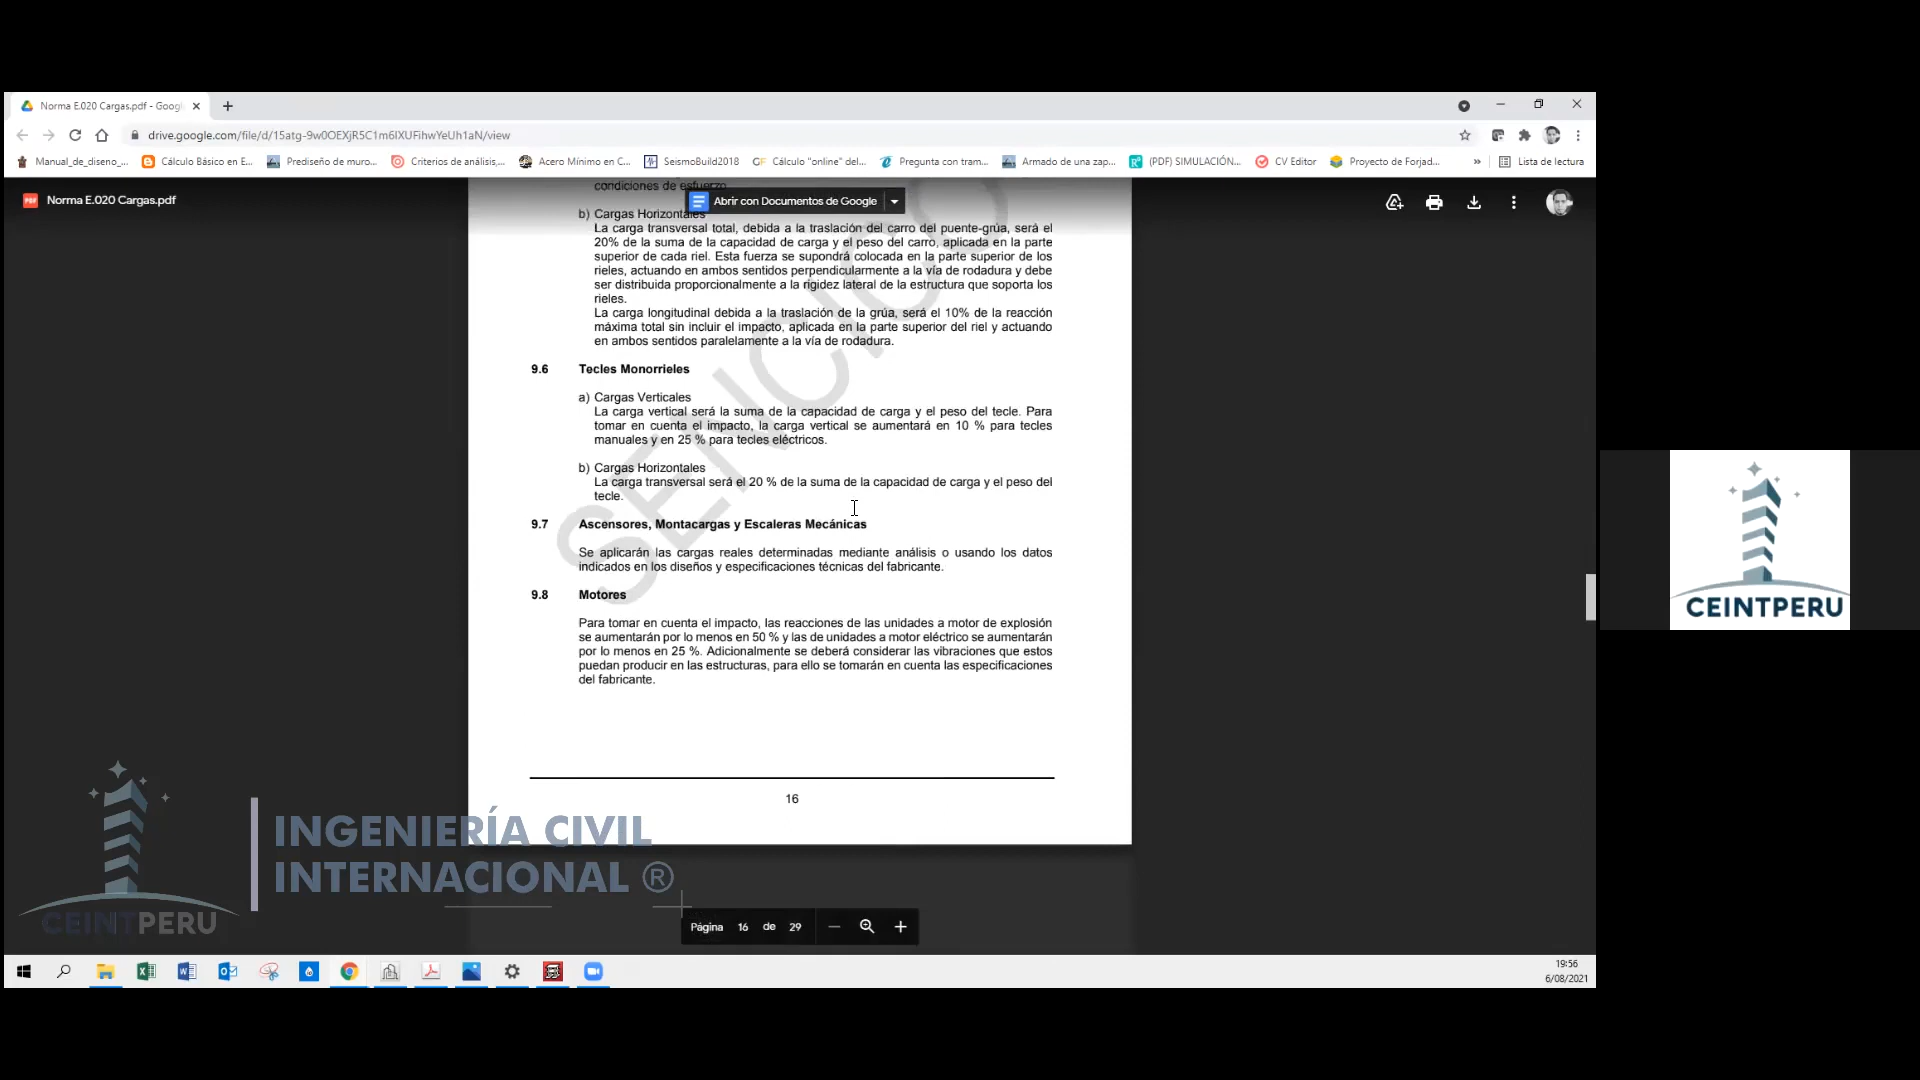 Norma E.020 Cargas.pdf - Googl
drive.google.com/file/d/15atg-9w0OEXjR5C1m6IXUFihwYeUh1aN/view
Manual_de_diseno_...
Cálculo Básico en E...
Prediseño de muro...
Criterios de análisis,...
Acero Mínimo en C...
SeismoBuild2018
Cálculo "online" del...
Pregunta con tram...
Armado de una zap...
(PDF) SIMULACIÓN...
CV Editor
Proyecto de Forjad...
»
Lista de lectura
Norma E.020 Cargas.pdf
Abrir con Documentos de Google
condiciones de esfuerzo
b) Cargas Horizontales
La carga transversal total, debida a la traslación del carro del puente-grúa, será el
20% de la suma de la capacidad de carga y el peso del carro, aplicada en la parte
superior de cada riel. Esta fuerza se supondrá colocada en la parte superior de los
rieles, actuando en ambos sentidos perpendicularmente a la vía de rodadura y debe
ser distribuida proporcionalmente a la rigidez lateral de la estructura que soporta los
rieles.
La carga longitudinal debida a la traslación de la grúa, será el 10% de la reacción
máxima total sin incluir el impacto, aplicada en la parte superior del riel y actuando
en ambos sentidos paralelamente a la vía de rodadura.
9.6 Tecles Monorrieles
a) Cargas Verticales
La carga vertical será la suma de la capacidad de carga y el peso del tecle. Para
tomar en cuenta el impacto, la carga vertical se aumentará en 10 % para tecles
manuales y en 25 % para tecles eléctricos.
b) Cargas Horizontales
La carga transversal será el 20 % de la suma de la capacidad de carga y el peso del
tecle.
9.7 Ascensores, Montacargas y Escaleras Mecánicas
Se aplicarán las cargas reales determinadas mediante análisis o usando los datos
indicados en los diseños y especificaciones técnicas del fabricante.
9.8 Motores
Para tomar en cuenta el impacto, las reacciones de las unidades a motor de explosión
se aumentarán por lo menos en 50 % y las de unidades a motor eléctrico se aumentarán
por lo menos en 25 %. Adicionalmente se deberá considerar las vibraciones que estos
puedan producir en las estructuras, para ello se tomarán en cuenta las especificaciones
del fabricante.
16
SENCICO
INGENIERÍA CIVIL
INTERNACIONAL ®
CEINTPERU
Página 16 de 29
19:56
6/08/2021
CEINTPERU